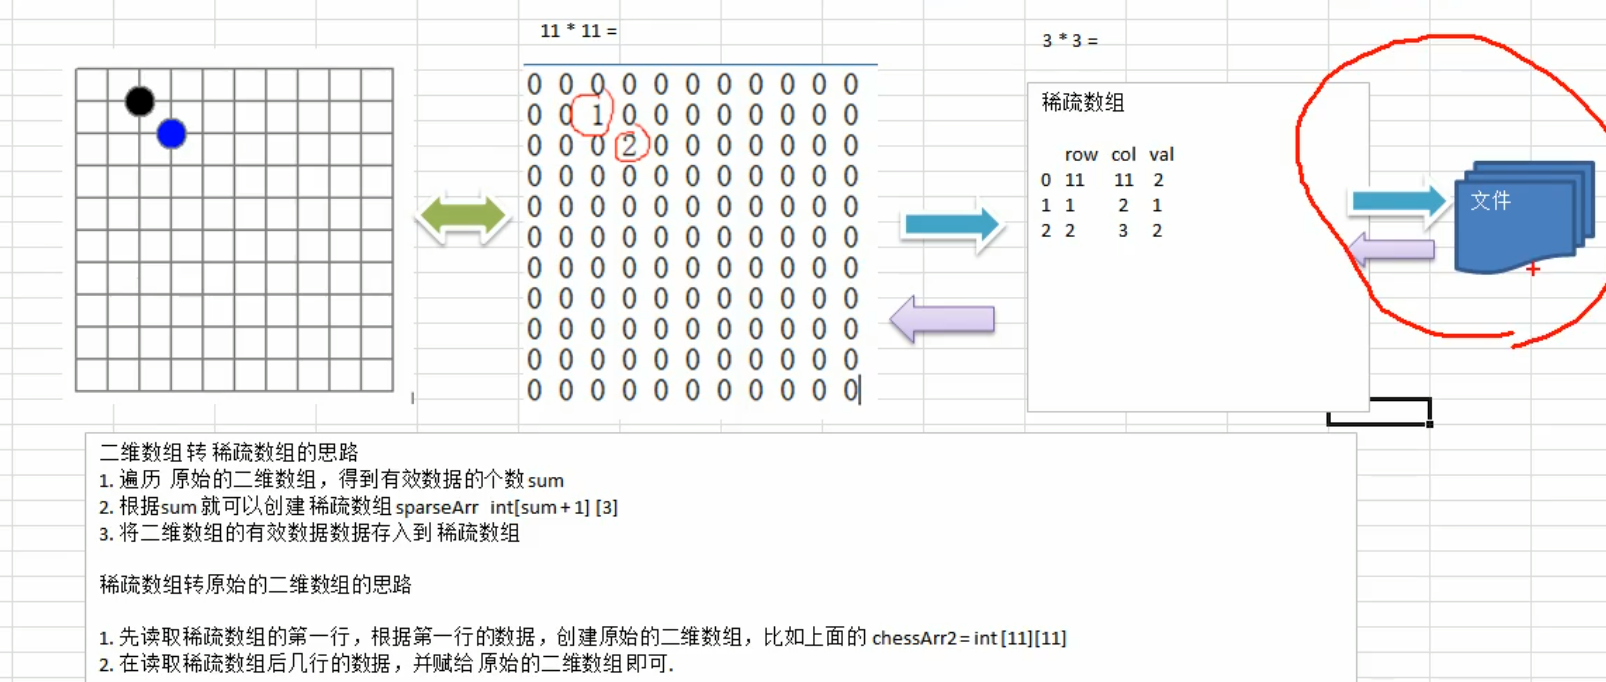 11 * 11 =
0 0 0 0 0 0 0 0 0 0 0
0 0 1 0 0 0 0 0 0 0 0
0 0 0 2 0 0 0 0 0 0 0
0 0 0 0 0 0 0 0 0 0 0
0 0 0 0 0 0 0 0 0 0 0
0 0 0 0 0 0 0 0 0 0 0
0 0 0 0 0 0 0 0 0 0 0
0 0 0 0 0 0 0 0 0 0 0
0 0 0 0 0 0 0 0 0 0 0
0 0 0 0 0 0 0 0 0 0 0
0 0 0 0 0 0 0 0 0 0 0
3 * 3 =
稀疏数组
row col val
0 11 11 2
1 1 2 1
2 2 3 2
文件
二维数组 转 稀疏数组的思路
1. 遍历 原始的二维数组，得到有效数据的个数 sum
2. 根据sum 就可以创建 稀疏数组 sparseArr int[sum + 1] [3]
3. 将二维数组的有效数据数据存入到 稀疏数组
稀疏数组转原始的二维数组的思路
1. 先读取稀疏数组的第一行，根据第一行的数据，创建原始的二维数组，比如上面的 chessArr2 = int [11][11]
2. 在读取稀疏数组后几行的数据，并赋给 原始的二维数组 即可.